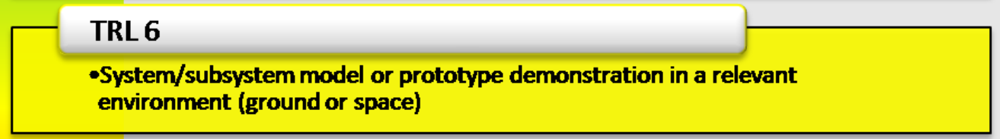 TRL 6
•System/subsystem model or prototype demonstration in a relevant
environment (ground or space)